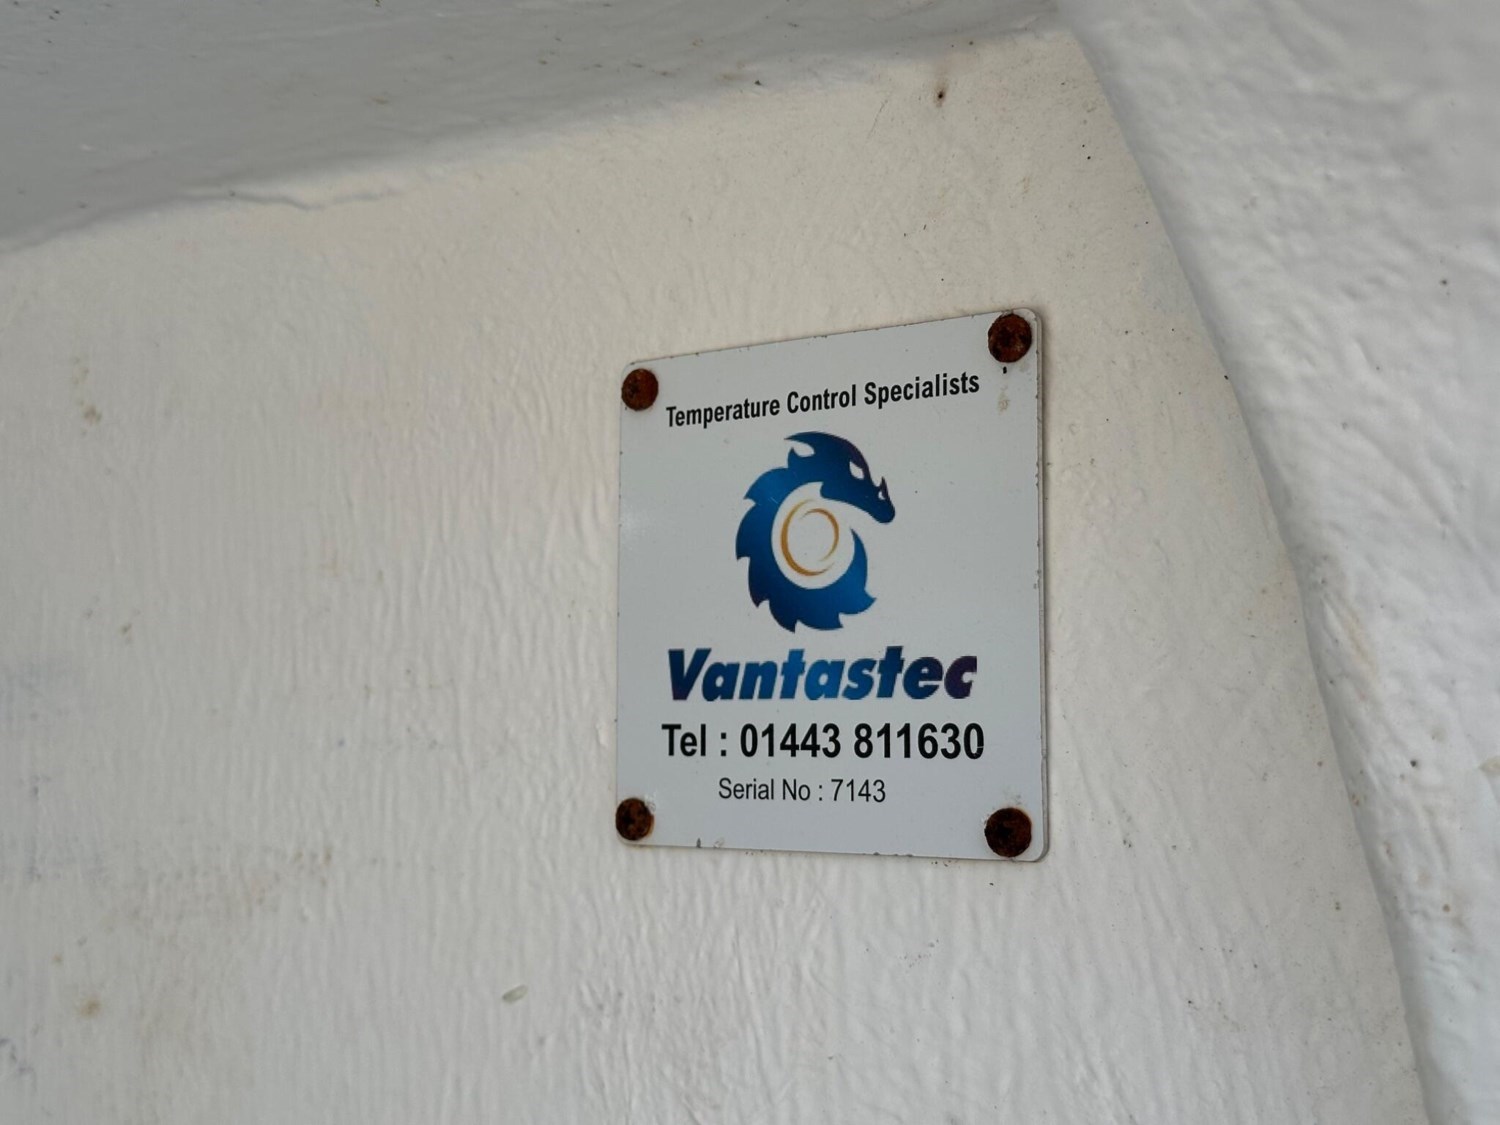 Temperature Control Specialists
Vantastec
Tel : 01443 811630
Serial No : 7143